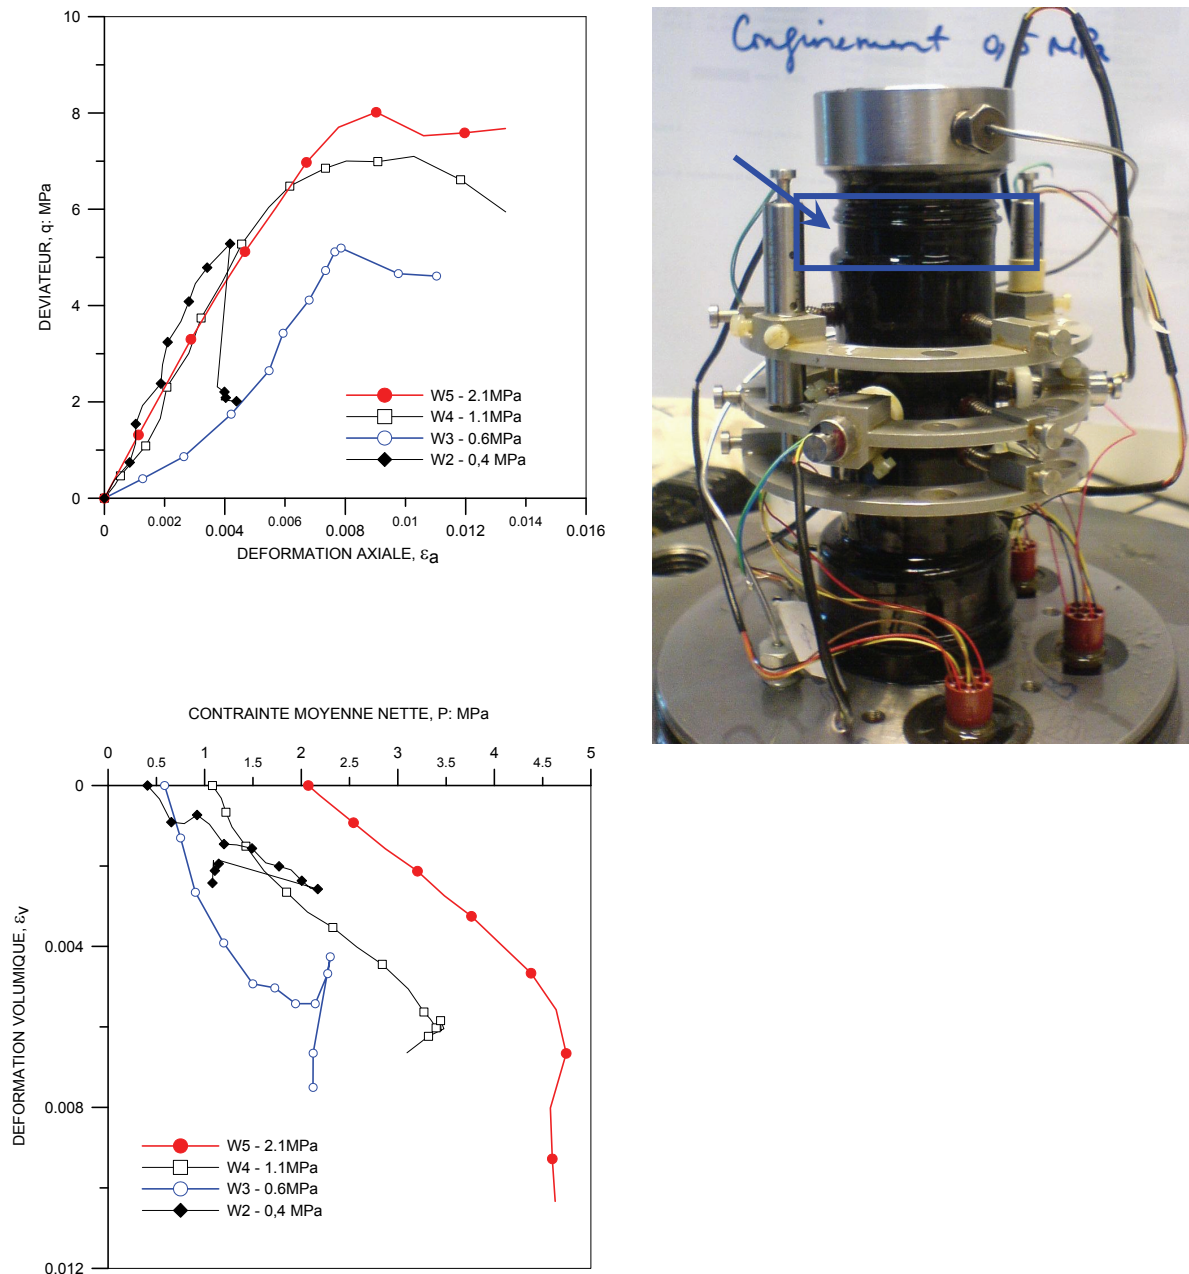 10
8
6
4
2
0
DEVIATEUR, q: MPa
W5 - 2.1MPa
W4 - 1.1MPa
W3 - 0.6MPa
W2 - 0,4 MPa
0
0.002
0.004
0.006
0.008
0.01
0.012
0.014
0.016
DEFORMATION AXIALE, εa
Confinement 0,5 MPa
CONTRAINTE MOYENNE NETTE, P: MPa
0
0.5
1
1.5
2
2.5
3
3.5
4
4.5
5
0
0.004
0.008
0.012
DEFORMATION VOLUMIQUE, εv
W5 - 2.1MPa
W4 - 1.1MPa
W3 - 0.6MPa
W2 - 0,4 MPa